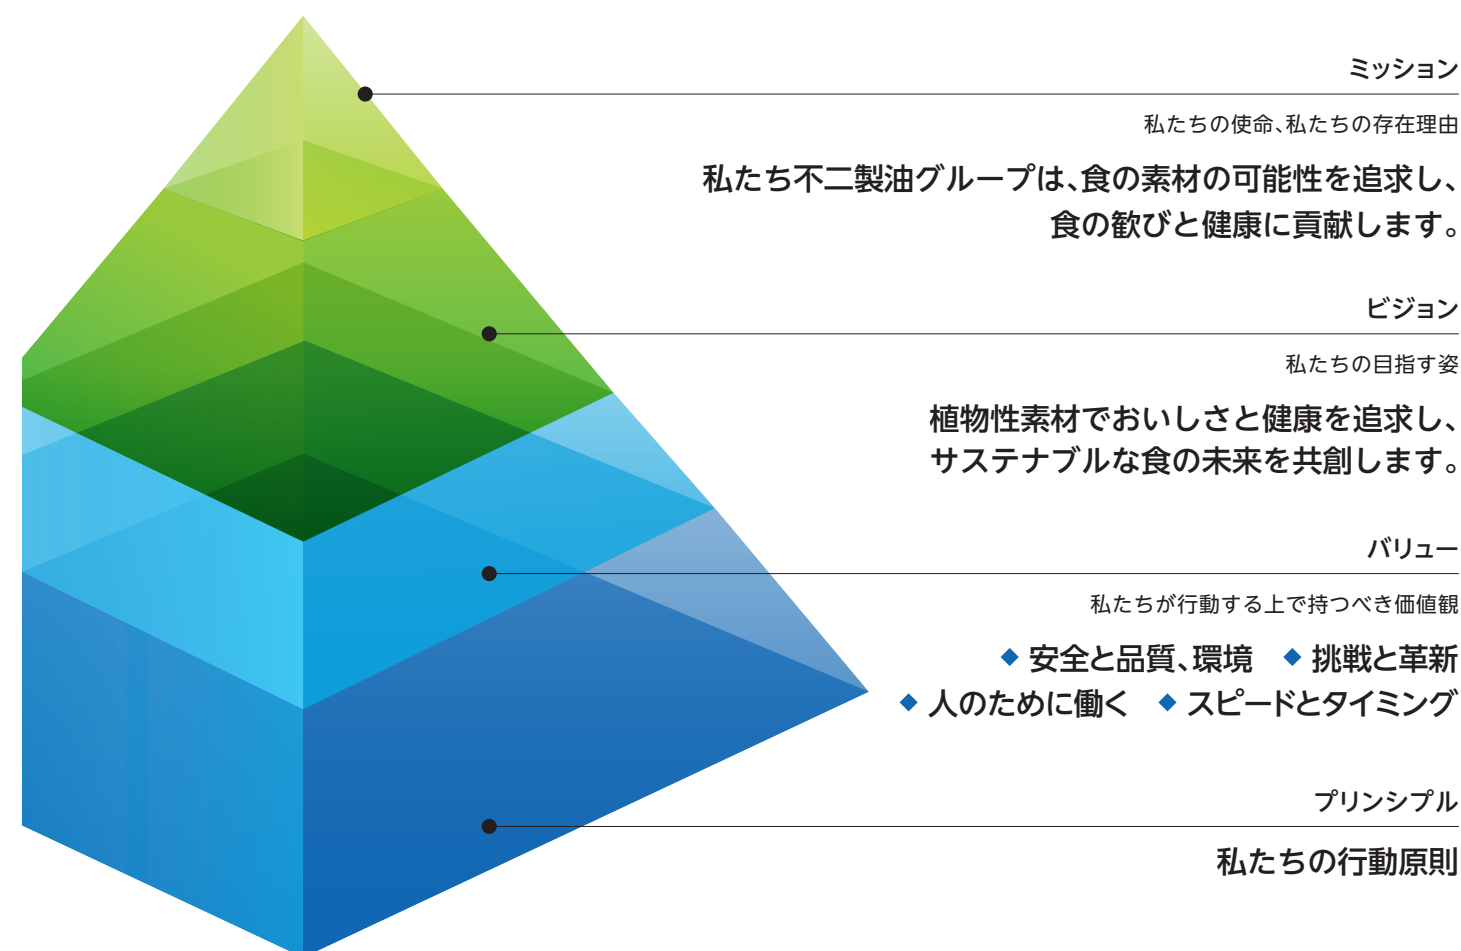 ミッション
私たちの使命、私たちの存在理由
私たち不二製油グループは、食の素材の可能性を追求し、
食の歓びと健康に貢献します。
ビジョン
私たちの目指す姿
植物性素材でおいしさと健康を追求し、
サステナブルな食の未来を共創します。
バリュー
私たちが行動する上で持つべき価値観
◆ 安全と品質、環境 ◆ 挑戦と革新
◆ 人のために働く ◆ スピードとタイミング
プリンシプル
私たちの行動原則